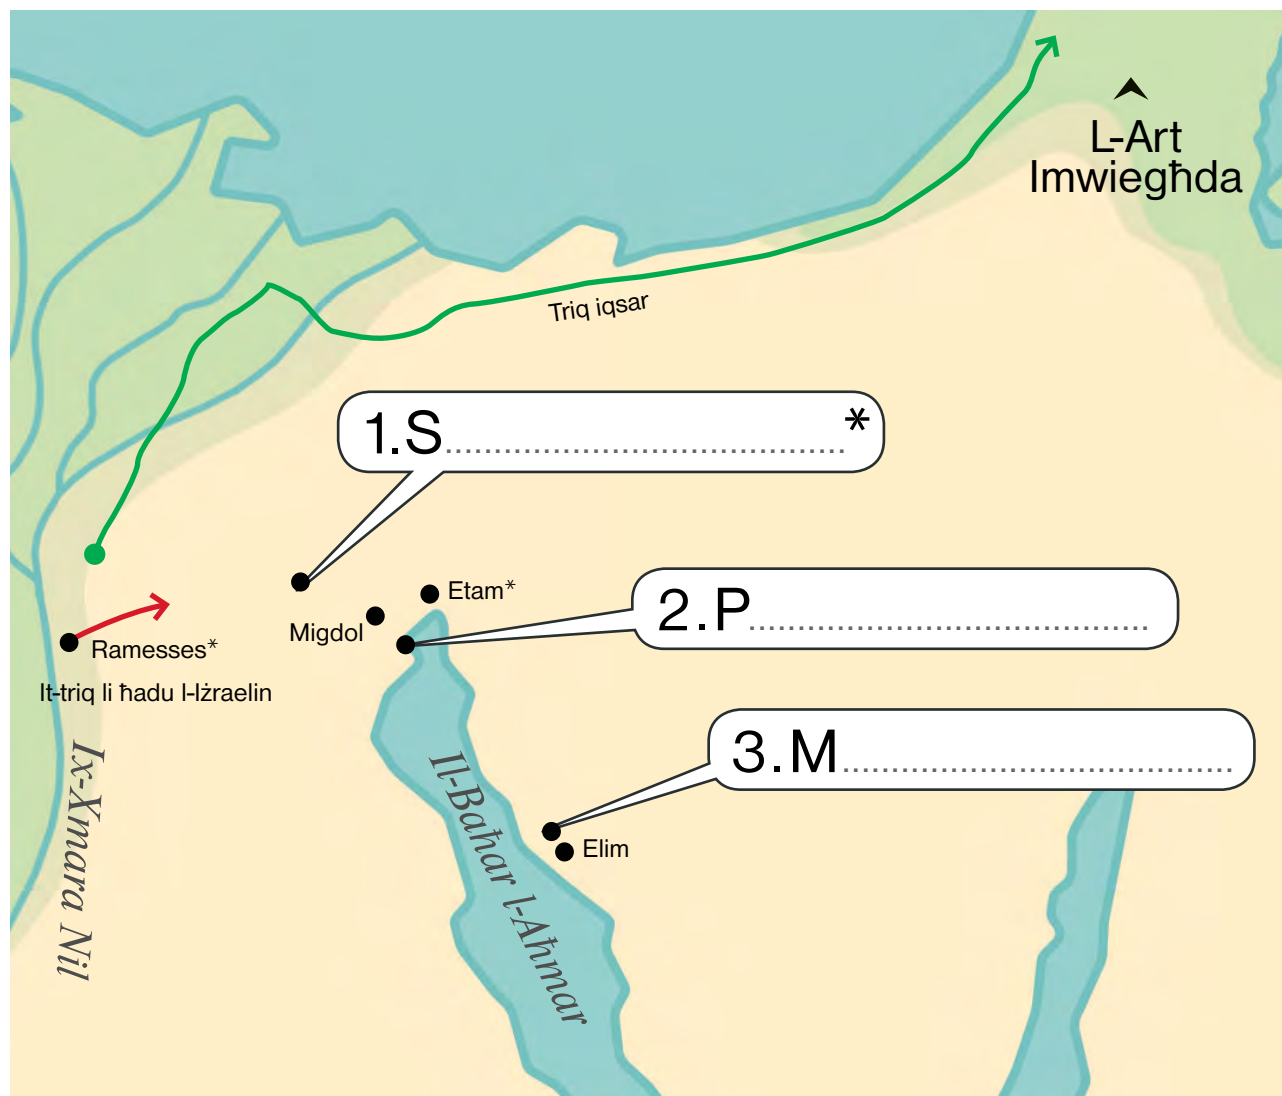 L-Art
Imwiegħda
Triq iqsar
1.S........................................*
Etam*
2.P........................................
Migdol
Ramesses*
It-triq li ħadu l-Iżraelin
3.M........................................
Ix-Xmara Nil
Il-Baħar l-Aħmar
Elim